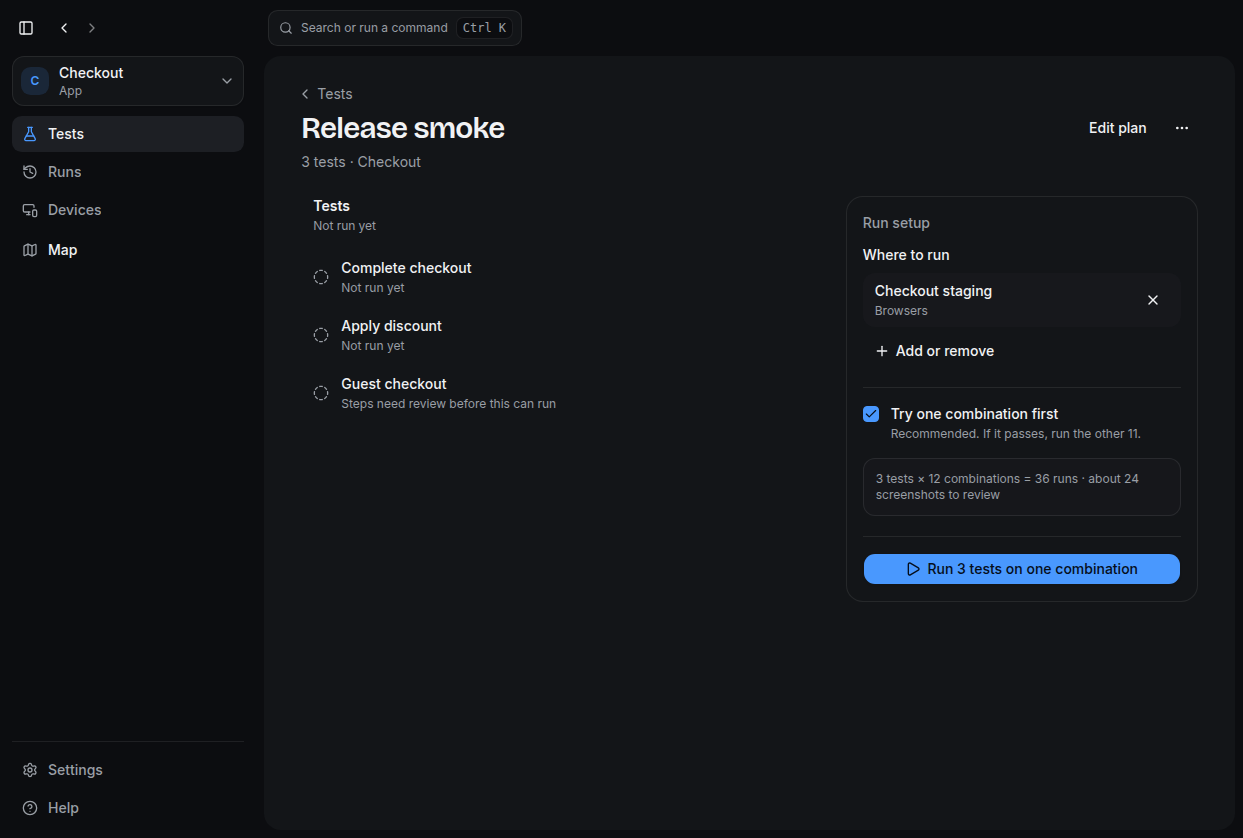 Search or run a command Ctrl K
C
Checkout
App
Tests
Runs
Devices
Map
Settings
Help
Tests
Release smoke
3 tests · Checkout
Edit plan
Tests
Not run yet
Complete checkout
Not run yet
Apply discount
Not run yet
Guest checkout
Steps need review before this can run
Run setup
Where to run
Checkout staging
Browsers
Add or remove
Try one combination first
Recommended. If it passes, run the other 11.
3 tests × 12 combinations = 36 runs · about 24
screenshots to review
Run 3 tests on one combination